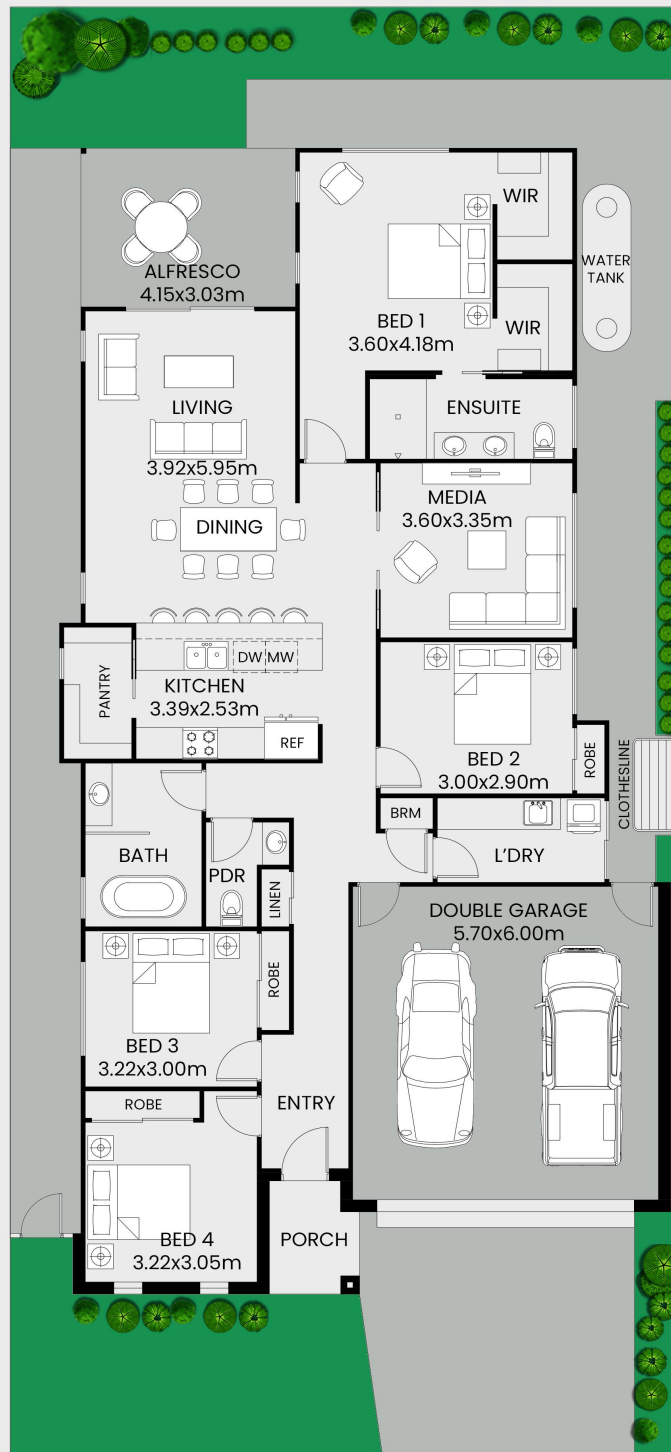 WIR
ALFRESCO
4.15x3.03m
WATER
TANK
BED 1
3.60x4.18m
WIR
LIVING
3.92x5.95m
ENSUITE
MEDIA
3.60x3.35m
DINING
DW
MW
PANTRY
KITCHEN
3.39x2.53m
REF
BED 2
3.00x2.90m
ROBE
CLOTHESLINE
BRM
L'DRY
BATH
PDR
LINEN
DOUBLE GARAGE
5.70x6.00m
BED 3
3.22x3.00m
ROBE
ROBE
ENTRY
BED 4
3.22x3.05m
PORCH